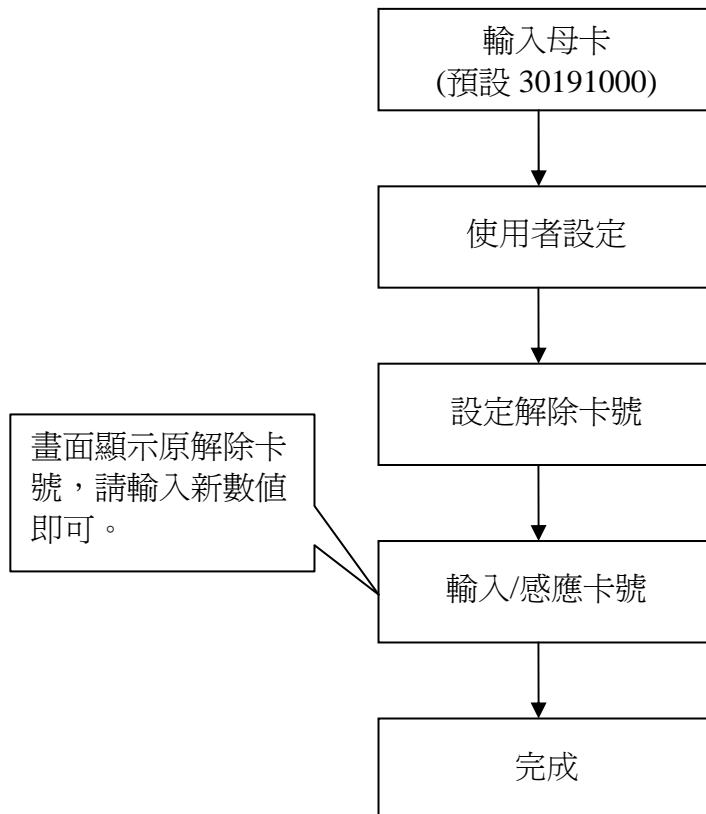 輸入母卡
(預設 30191000)
使用者設定
設定解除卡號
畫面顯示原解除卡
號，請輸入新數值
即可。
輸入/感應卡號
完成